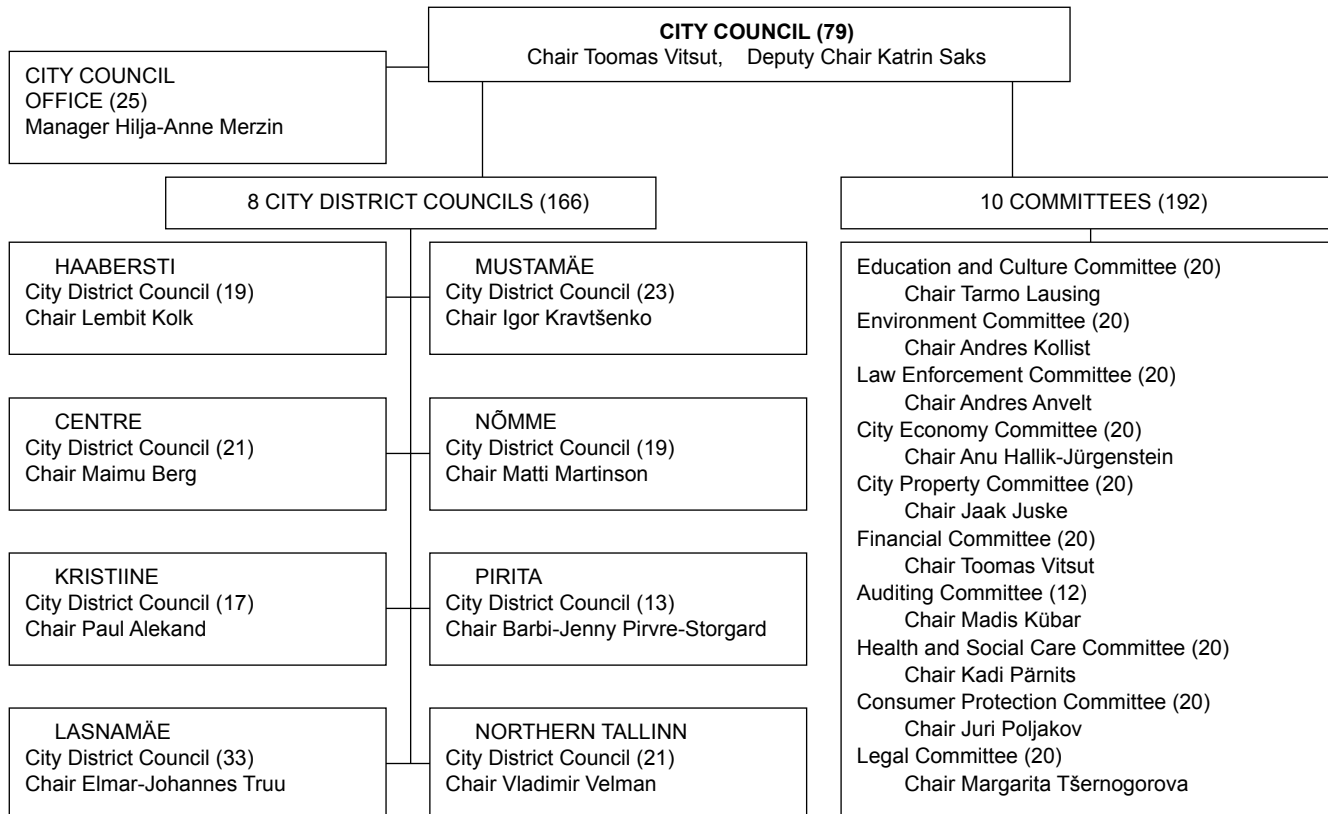 CITY COUNCIL (79)
Chair Toomas Vitsut, Deputy Chair Katrin Saks
CITY COUNCIL
OFFICE (25)
Manager Hilja-Anne Merzin
8 CITY DISTRICT COUNCILS (166)
HAABERSTI
City District Council (19)
Chair Lembit Kolk
MUSTAMÄE
City District Council (23)
Chair Igor Kravtšenko
CENTRE
City District Council (21)
Chair Maimu Berg
NÕMME
City District Council (19)
Chair Matti Martinson
KRISTIINE
City District Council (17)
Chair Paul Alekand
PIRITA
City District Council (13)
Chair Barbi-Jenny Pirvre-Storgard
LASNAMÄE
City District Council (33)
Chair Elmar-Johannes Truu
NORTHERN TALLINN
City District Council (21)
Chair Vladimir Velman
10 COMMITTEES (192)
Education and Culture Committee (20)
Chair Tarmo Lausing
Environment Committee (20)
Chair Andres Kollist
Law Enforcement Committee (20)
Chair Andres Anvelt
City Economy Committee (20)
Chair Anu Hallik-Jürgenstein
City Property Committee (20)
Chair Jaak Juske
Financial Committee (20)
Chair Toomas Vitsut
Auditing Committee (12)
Chair Madis Kübar
Health and Social Care Committee (20)
Chair Kadi Pärnits
Consumer Protection Committee (20)
Chair Juri Poljakov
Legal Committee (20)
Chair Margarita Tšernogorova